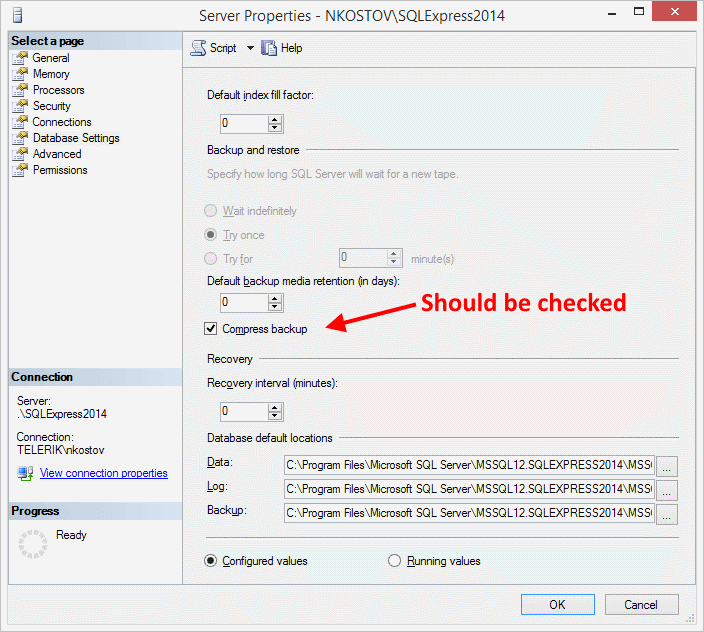 Server Properties - NKOSTOV\SQLExpress2014
Select a page
General
Memory
Processors
Security
Connections
Database Settings
Advanced
Permissions
Script Help
Default index fill factor:
0
Backup and restore
Specify how long SQL Server will wait for a new tape.
Wait indefinitely
Try once
Try for 0 minute(s)
Default backup media retention (in days):
0
Compress backup
Should be checked
Recovery
Recovery interval (minutes):
0
Database default locations
Data: C:\Program Files\Microsoft SQL Server\MSSQL12.SQLEXPRESS2014\MSS ...
Log: C:\Program Files\Microsoft SQL Server\MSSQL12.SQLEXPRESS2014\MSS ...
Backup: C:\Program Files\Microsoft SQL Server\MSSQL12.SQLEXPRESS2014\MSS ...
Configured values Running values
Connection
Server:
.\SQLExpress2014
Connection:
TELERIK\nkostov
View connection properties
Progress
Ready
OK Cancel